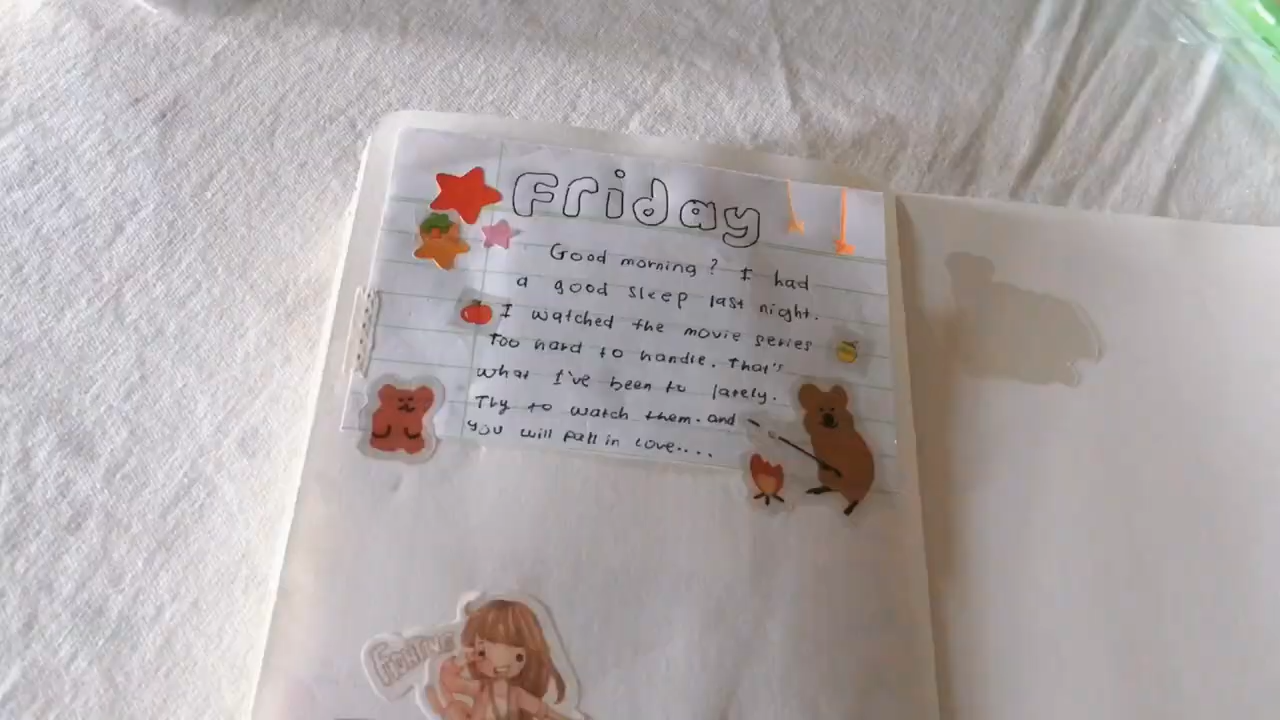 Friday
Good morning? I had
a good sleep last night.
I watched the movie series
Too hard to handle. That's
what I've been to lately.
Try to watch them. and
you will fall in love....
FIGHTING